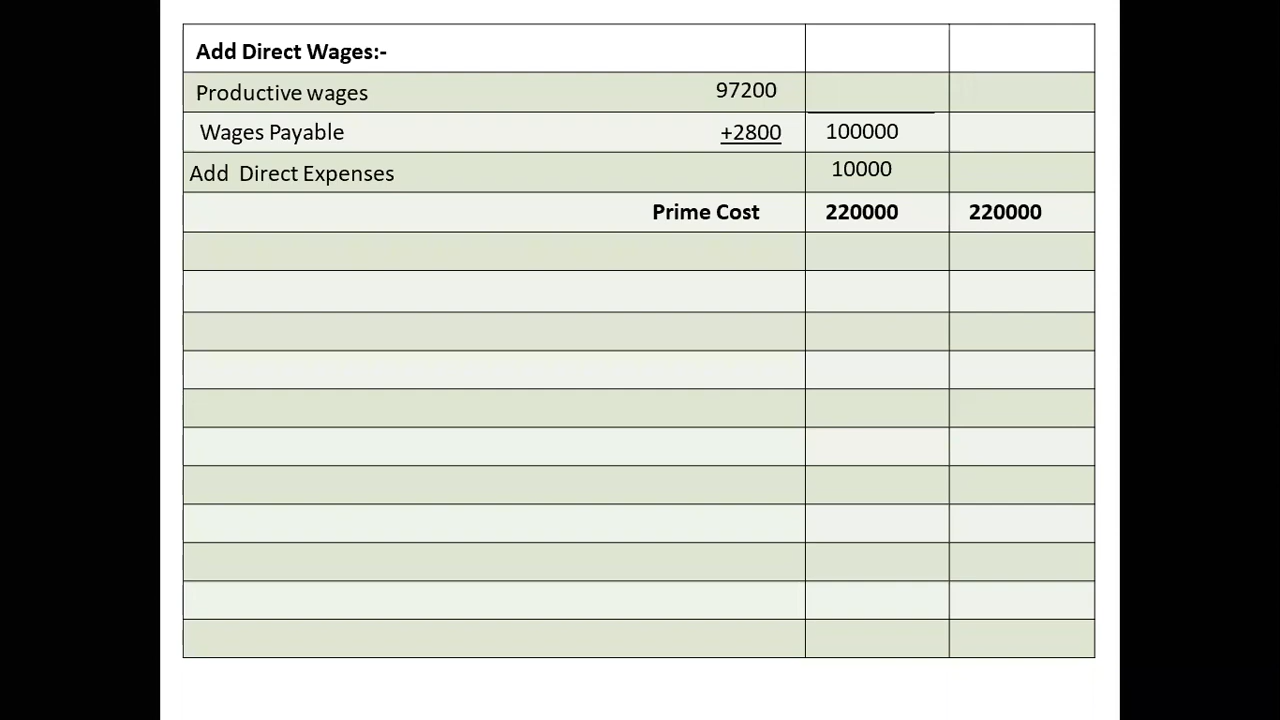 Add Direct Wages:-
Productive wages 97200
Wages Payable +2800 100000
Add Direct Expenses 10000
Prime Cost 220000 220000